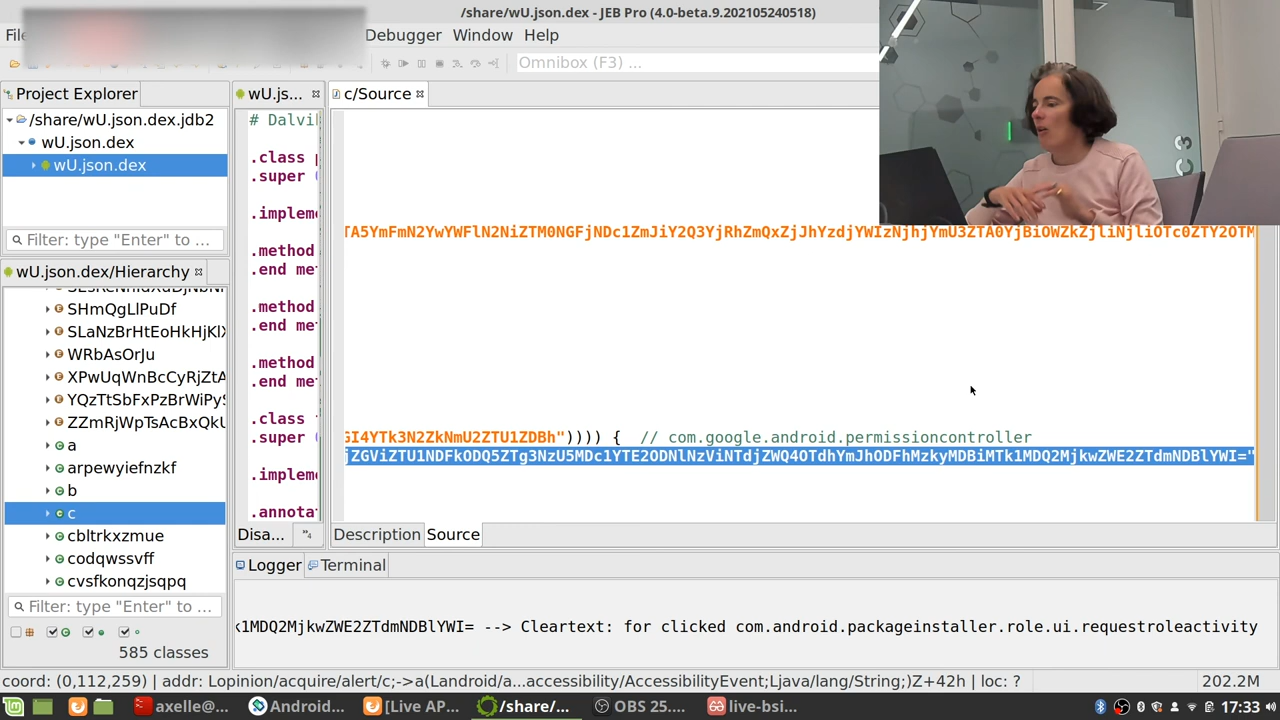 /share/wU.json.dex - JEB Pro (4.0-beta.9.202105240518)
Debugger Window Help
Omnibox (F3) ...
Project Explorer
wU.js...
c/Source
/share/wU.json.dex.jdb2
wU.json.dex
wU.json.dex
Filter: type "Enter" to ...
wU.json.dex/Hierarchy
SHmQgLlPuDf
SLaNzBrHtEoHkHjKlX
WRbAsOrJu
XPwUqWnBcCyRjZtA
YQzTtSbFxPzBrWiPyS
ZZmRjWpTsAcBxQkU
a
arpewyiefnzkf
b
c
cbltrkxzmue
codqwssvff
cvsfkonqzjsqpq
Filter: type "Enter" to ...
585 classes
# Dalvi
.class
.super
.impleme
.method
.end me
.method
.end me
.method
.end me
.class
.super
.impleme
.annota
TA5YmFmN2YwYWFlN2NiZTM0NGFjNDc1ZmJiY2Q3YjRhZmQxZjJhYzdjYWIzNjhjYmU3ZTA0YjBiOWZkZjliNjliOTc0ZTY2OTM
GI4YTk3N2ZkNmU2ZTU1ZDBh")))) { // com.google.android.permissioncontroller
jZGViZTU1NDFkODQ5ZTg3NzU5MDc1YTE2ODNlNzViNTdjZWQ4OTdhYmJhODFhMzkyMDBiMTk1MDQ2MjkwZWE2ZTdmNDBlYWI="
Disa...
Description Source
Logger Terminal
k1MDQ2MjkwZWE2ZTdmNDBlYWI= --> Cleartext: for clicked com.android.packageinstaller.role.ui.requestroleactivity
coord: (0,112,259) | addr: Lopinion/acquire/alert/c;->a(Landroid/a...accessibility/AccessibilityEvent;Ljava/lang/String;)Z+42h | loc: ?
202.2M
axelle@...
Android...
[Live AP...
/share/...
OBS 25....
live-bsi...
17:33